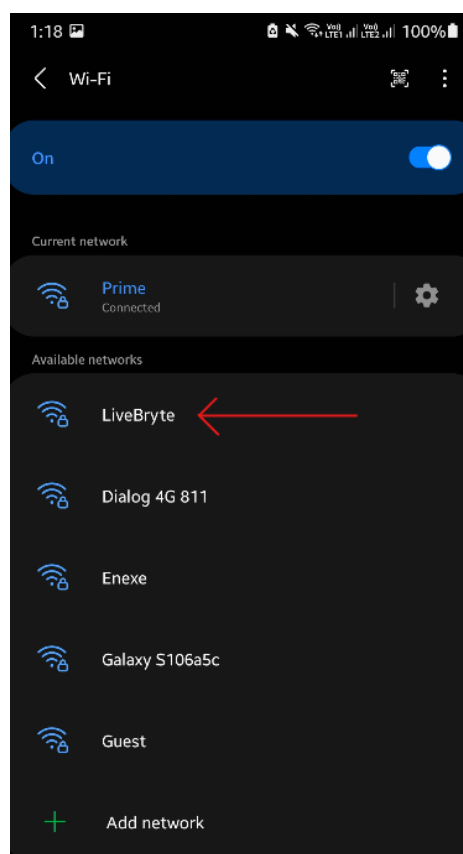 1:18 100%
Wi-Fi
On
Current network
Prime
Connected
Available networks
LiveBryte
Dialog 4G 811
Enexe
Galaxy S106a5c
Guest
Add network